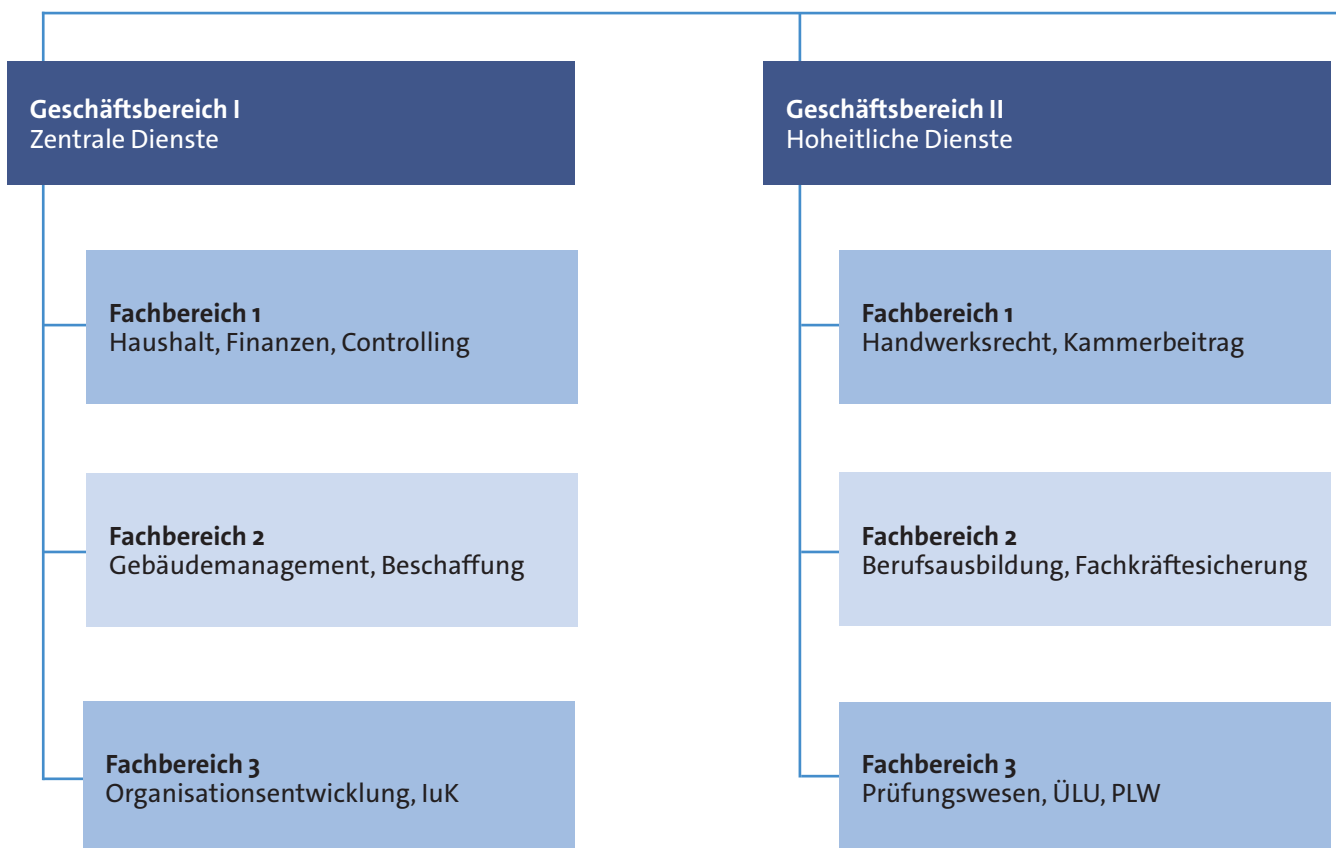 Geschäftsbereich I
Zentrale Dienste
Fachbereich 1
Haushalt, Finanzen, Controlling
Fachbereich 2
Gebäudemanagement, Beschaffung
Fachbereich 3
Organisationsentwicklung, IuK
Geschäftsbereich II
Hoheitliche Dienste
Fachbereich 1
Handwerksrecht, Kammerbeitrag
Fachbereich 2
Berufsausbildung, Fachkräftesicherung
Fachbereich 3
Prüfungswesen, ÜLU, PLW